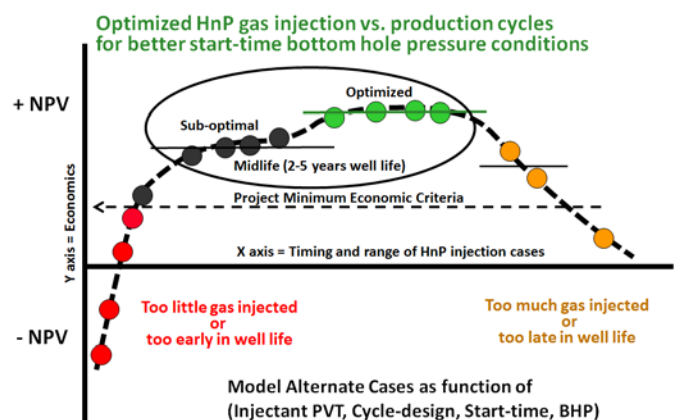 Optimized HnP gas injection vs. production cycles
for better start-time bottom hole pressure conditions
+ NPV
Optimized
Sub-optimal
Midlife (2-5 years well life)
Project Minimum Economic Criteria
Y axis = Economics
X axis = Timing and range of HnP injection cases
- NPV
Too little gas injected
or
too early in well life
Too much gas injected
or
too late in well life
Model Alternate Cases as function of
(Injectant PVT, Cycle-design, Start-time, BHP)